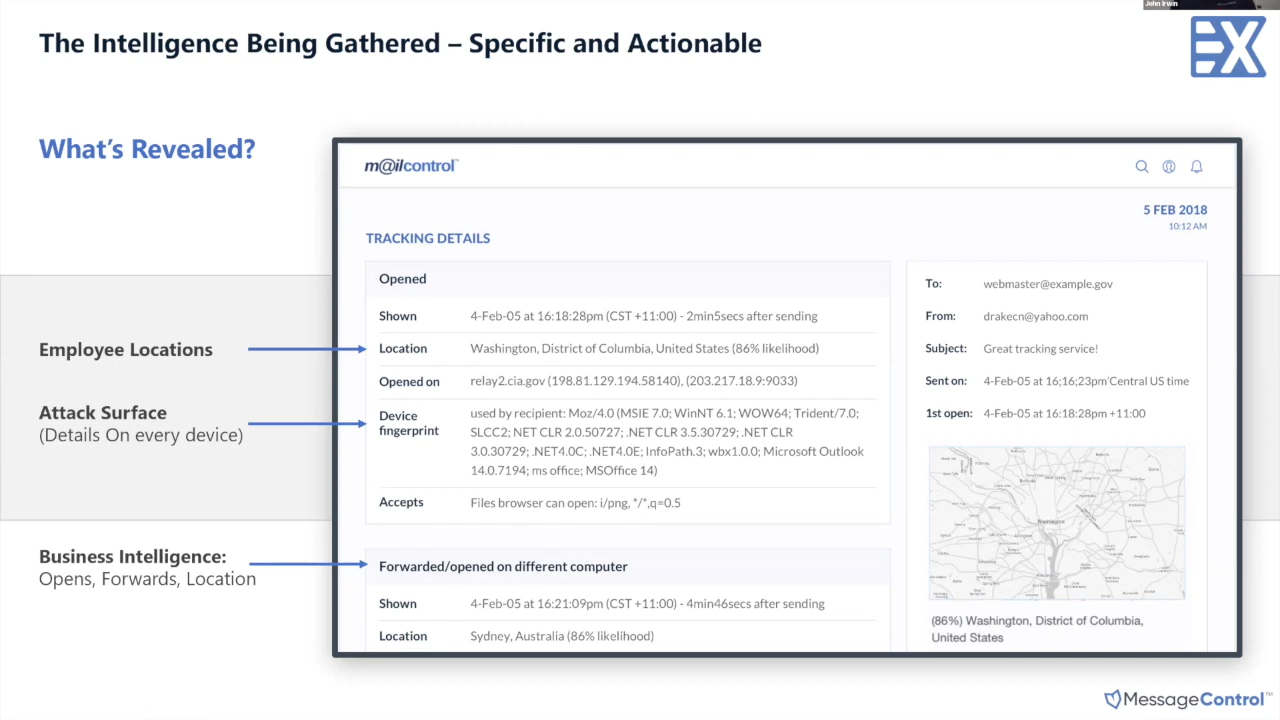 John Irwin
The Intelligence Being Gathered – Specific and Actionable
EX
What's Revealed?
m@ilcontrol™
5 FEB 2018
10:12 AM
TRACKING DETAILS
Opened
Shown 4-Feb-05 at 16:18:28pm (CST +11:00) - 2min5secs after sending
Location Washington, District of Columbia, United States (86% likelihood)
Opened on relay2.cia.gov (198.81.129.194.58140), (203.217.18.9:9033)
Device
fingerprint
used by recipient: Moz/4.0 (MSIE 7.0; WinNT 6.1; WOW64; Trident/7.0;
SLCC2; NET CLR 2.0.50727; .NET CLR 3.5.30729; .NET CLR
3.0.30729; .NET4.0C; .NET4.0E; InfoPath.3; wbx1.0.0; Microsoft Outlook
14.0.7194; ms office; MSOffice 14)
Accepts Files browser can open: i/png, */*,q=0.5
Forwarded/opened on different computer
Shown 4-Feb-05 at 16:21:09pm (CST +11:00) - 4min46secs after sending
Location Sydney, Australia (86% likelihood)
To: webmaster@example.gov
From: drakecn@yahoo.com
Subject: Great tracking service!
Sent on: 4-Feb-05 at 16;16;23pm'Central US time
1st open: 4-Feb-05 at 16:18:28pm +11:00
Washington
(86%) Washington, District of Columbia,
United States
Employee Locations
Attack Surface
(Details On every device)
Business Intelligence:
Opens, Forwards, Location
MessageControl™